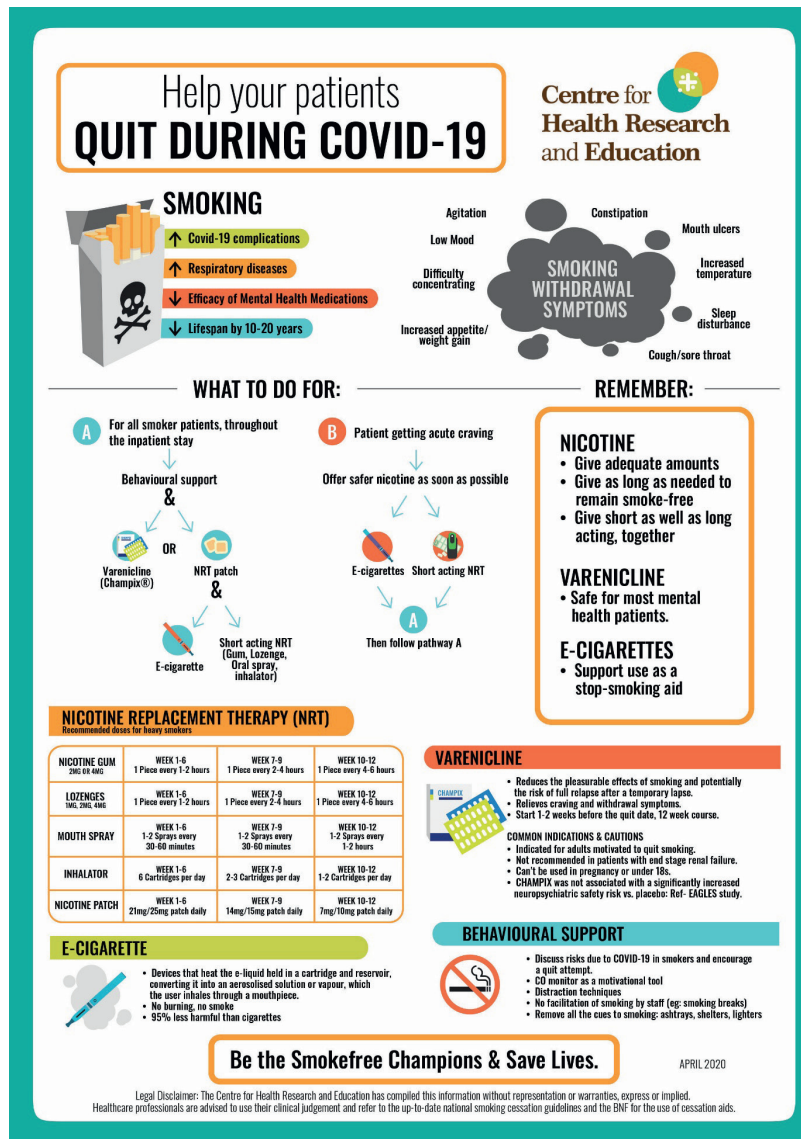 Help your patients
QUIT DURING COVID-19
Centre for
Health Research
and Education
SMOKING
↑ Covid-19 complications
↑ Respiratory diseases
↓ Efficacy of Mental Health Medications
↓ Lifespan by 10-20 years
SMOKING
WITHDRAWAL
SYMPTOMS
Agitation
Low Mood
Difficulty
concentrating
Increased appetite/
weight gain
Constipation
Mouth ulcers
Increased
temperature
Sleep
disturbance
Cough/sore throat
WHAT TO DO FOR:
A
For all smoker patients, throughout
the inpatient stay
Behavioural support
&
Varenicline
(Champix®)
OR
NRT patch
&
E-cigarette
Short acting NRT
(Gum, Lozenge,
Oral spray,
inhalator)
B
Patient getting acute craving
Offer safer nicotine as soon as possible
E-cigarettes
Short acting NRT
A
Then follow pathway A
REMEMBER:
NICOTINE
• Give adequate amounts
• Give as long as needed to
remain smoke-free
• Give short as well as long
acting, together
VARENICLINE
• Safe for most mental
health patients.
E-CIGARETTES
• Support use as a
stop-smoking aid
NICOTINE REPLACEMENT THERAPY (NRT)
Recommended doses for heavy smokers
NICOTINE GUM
2MG OR 4MG
WEEK 1-6
1 Piece every 1-2 hours
WEEK 7-9
1 Piece every 2-4 hours
WEEK 10-12
1 Piece every 4-6 hours
LOZENGES
1MG, 2MG, 4MG
WEEK 1-6
1 Piece every 1-2 hours
WEEK 7-9
1 Piece every 2-4 hours
WEEK 10-12
1 Piece every 4-6 hours
MOUTH SPRAY
WEEK 1-6
1-2 Sprays every
30-60 minutes
WEEK 7-9
1-2 Sprays every
30-60 minutes
WEEK 10-12
1-2 Sprays every
1-2 hours
INHALATOR
WEEK 1-6
6 Cartridges per day
WEEK 7-9
2-3 Cartridges per day
WEEK 10-12
1-2 Cartridges per day
NICOTINE PATCH
WEEK 1-6
21mg/25mg patch daily
WEEK 7-9
14mg/15mg patch daily
WEEK 10-12
7mg/10mg patch daily
VARENICLINE
CHAMPIX
• Reduces the pleasurable effects of smoking and potentially
the risk of full relapse after a temporary lapse.
• Relieves craving and withdrawal symptoms.
• Start 1-2 weeks before the quit date, 12 week course.
COMMON INDICATIONS & CAUTIONS
• Indicated for adults motivated to quit smoking.
• Not recommended in patients with end stage renal failure.
• Can't be used in pregnancy or under 18s.
• CHAMPIX was not associated with a significantly increased
neuropsychiatric safety risk vs. placebo: Ref- EAGLES study.
E-CIGARETTE
• Devices that heat the e-liquid held in a cartridge and reservoir,
converting it into an aerosolised solution or vapour, which
the user inhales through a mouthpiece.
• No burning, no smoke
• 95% less harmful than cigarettes
BEHAVIOURAL SUPPORT
• Discuss risks due to COVID-19 in smokers and encourage
a quit attempt.
• CO monitor as a motivational tool
• Distraction techniques
• No facilitation of smoking by staff (eg: smoking breaks)
• Remove all the cues to smoking: ashtrays, shelters, lighters
Be the Smokefree Champions & Save Lives.
APRIL 2020
Legal Disclaimer: The Centre for Health Research and Education has compiled this information without representation or warranties, express or implied.
Healthcare professionals are advised to use their clinical judgement and refer to the up-to-date national smoking cessation guidelines and the BNF for the use of cessation aids.